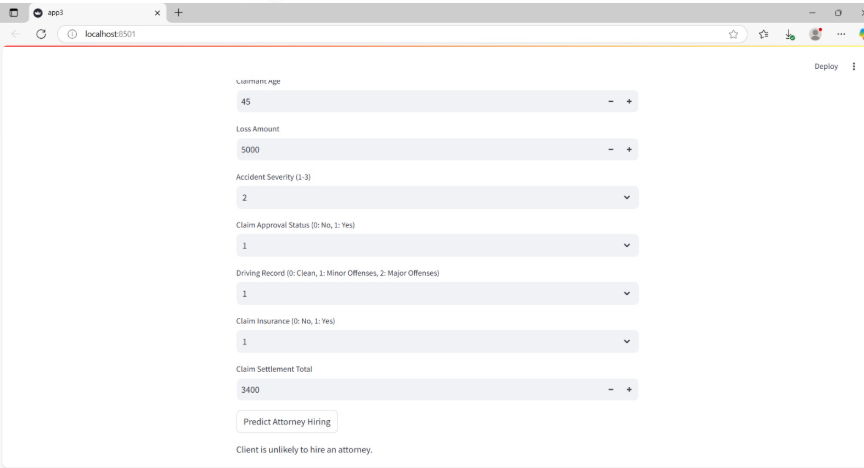 app3
localhost:8501
Deploy
Claimant Age
45
Loss Amount
5000
Accident Severity (1-3)
2
Claim Approval Status (0: No, 1: Yes)
1
Driving Record (0: Clean, 1: Minor Offenses, 2: Major Offenses)
1
Claim Insurance (0: No, 1: Yes)
1
Claim Settlement Total
3400
Predict Attorney Hiring
Client is unlikely to hire an attorney.